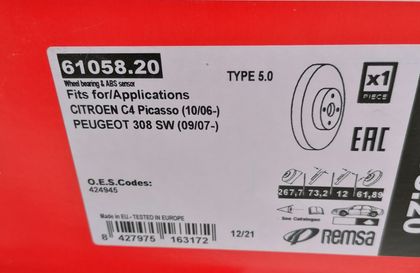 61058.20
Wheel bearing & ABS sensor
TYPE 5.0
Fits for/Applications
CITROEN C4 Picasso (10/06-)
PEUGEOT 308 SW (09/07-)
x1
PIECE
EAC
O.E.S.Codes:
424945
267,7 73,2 12 61,89
See Catalogue
Made in EU - TESTED IN EUROPE
8 427975 163172
12/21
Remsa